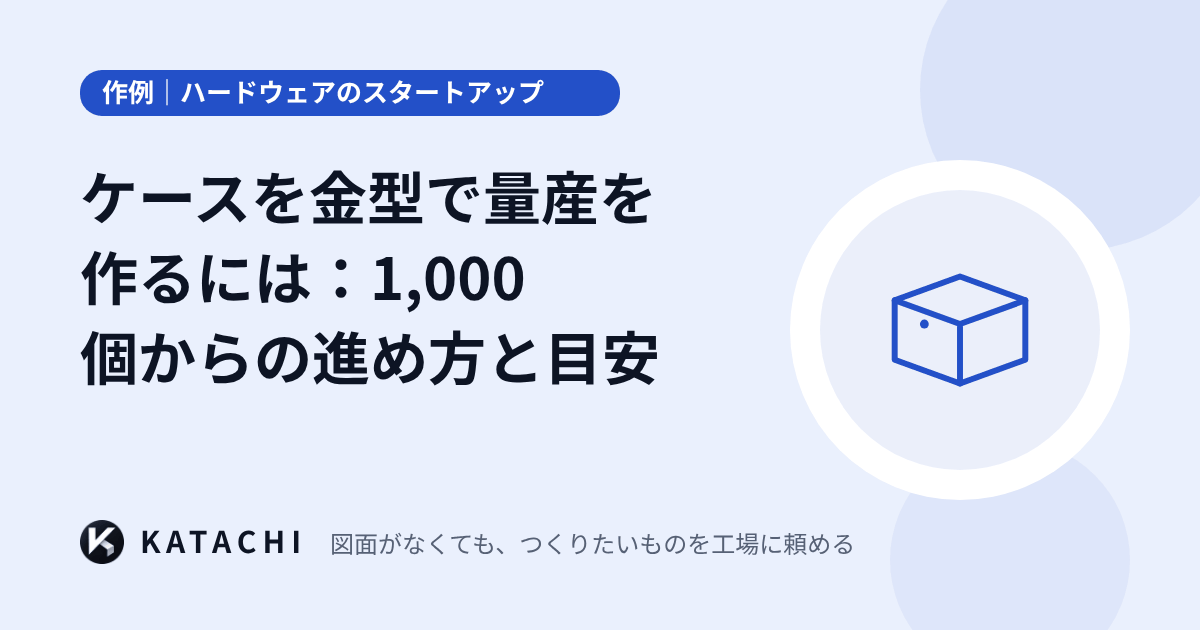 作例｜ハードウェアのスタートアップ
ケースを金型で量産を
作るには：1,000
個からの進め方と目安
KATACHI 図面がなくても、つくりたいものを工場に頼める